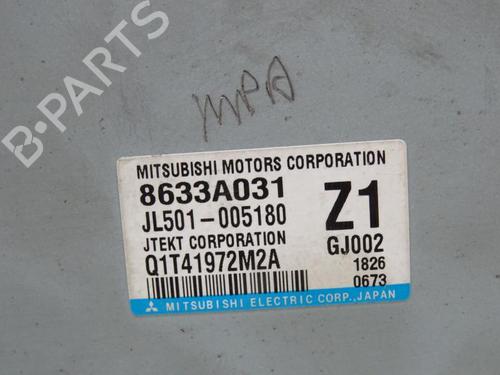 B-PARTS
MITSUBISHI MOTORS CORPORATION
8633A031
JL501-005180
JTEKT CORPORATION
Q1T41972M2A
Z1
GJ002
1826
0673
MITSUBISHI ELECTRIC CORP., JAPAN